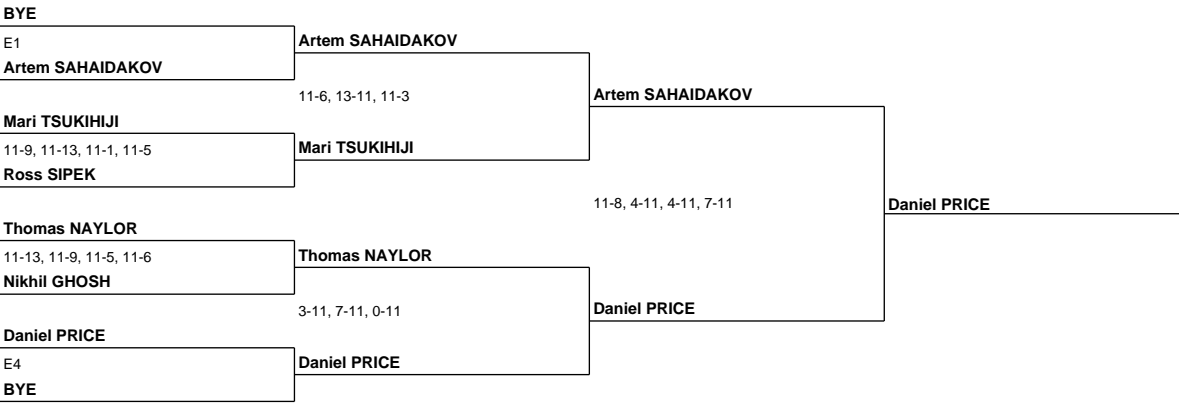 BYE
E1
Artem SAHAIDAKOV
Mari TSUKIHIJI
11-9, 11-13, 11-1, 11-5
Ross SIPEK
Thomas NAYLOR
11-13, 11-9, 11-5, 11-6
Nikhil GHOSH
Daniel PRICE
E4
BYE
Artem SAHAIDAKOV
11-6, 13-11, 11-3
Mari TSUKIHIJI
Thomas NAYLOR
3-11, 7-11, 0-11
Daniel PRICE
Artem SAHAIDAKOV
11-8, 4-11, 4-11, 7-11
Daniel PRICE
Daniel PRICE